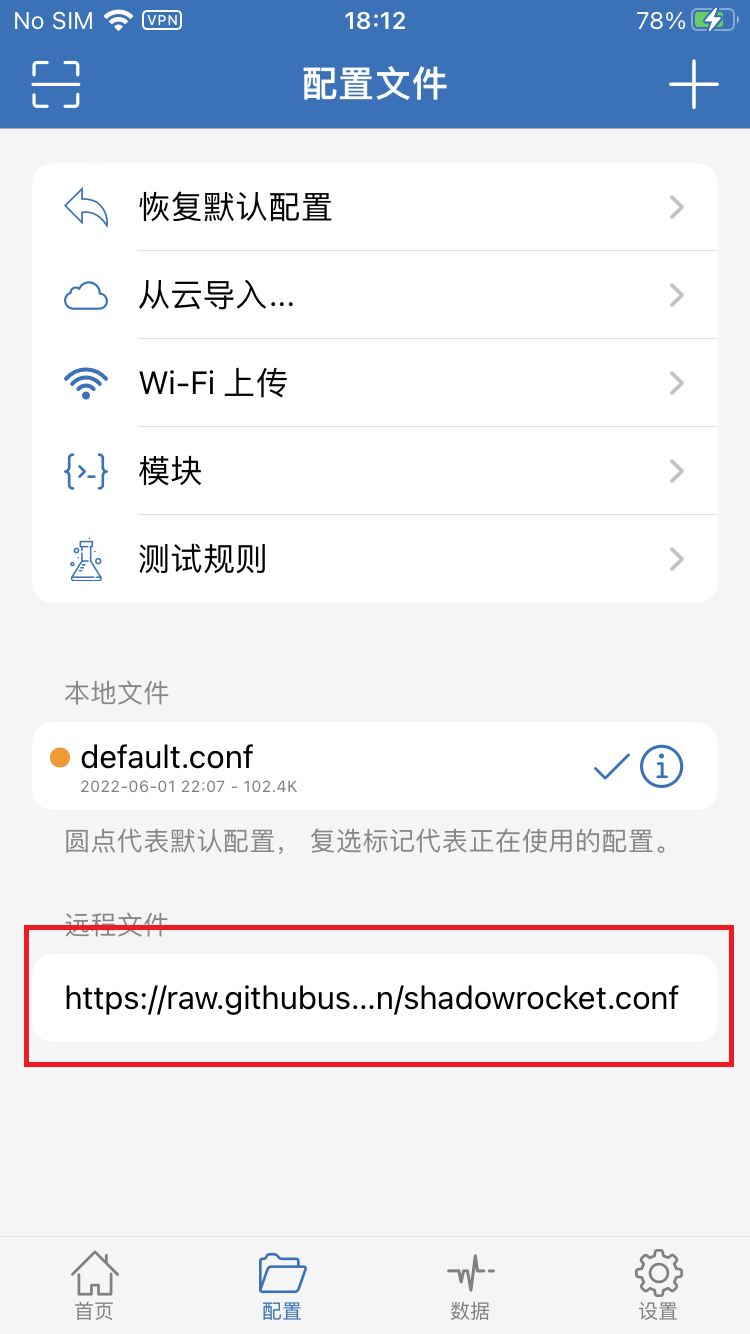 No SIM VPN 18:12 78%
配置文件
恢复默认配置
从云导入...
Wi-Fi 上传
模块
测试规则
本地文件
default.conf
2022-06-01 22:07 - 102.4K
圆点代表默认配置， 复选标记代表正在使用的配置。
远程文件
https://raw.githubus...n/shadowrocket.conf
首页 配置 数据 设置